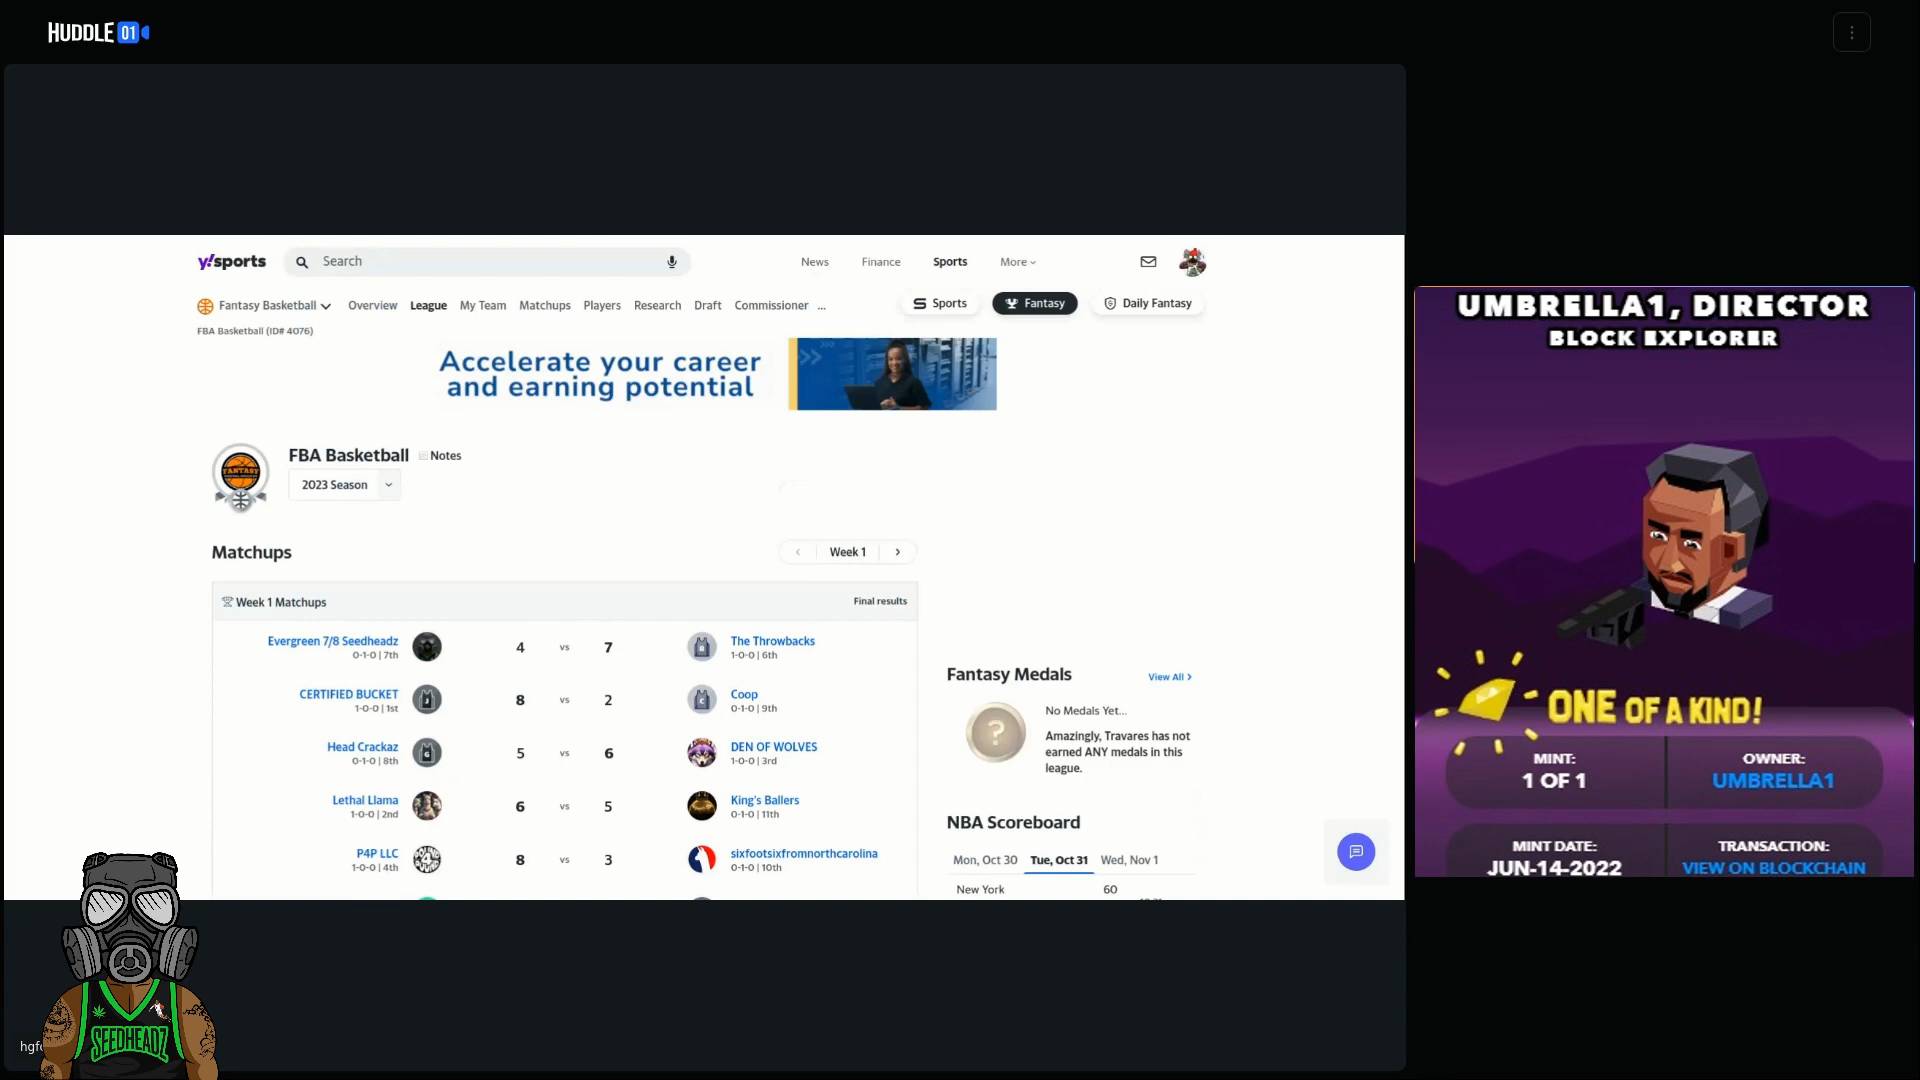 HUDDLE 01
y!sports
Search
News
Finance
Sports
More
Fantasy Basketball
Overview
League
My Team
Matchups
Players
Research
Draft
Commissioner
...
Sports
Fantasy
Daily Fantasy
FBA Basketball (ID# 4076)
Accelerate your career
and earning potential
FANTASY
FBA Basketball
Notes
2023 Season
Matchups
Week 1
Week 1 Matchups
Final results
Evergreen 7/8 Seedheadz
0-1-0 | 7th
4
vs
7
The Throwbacks
1-0-0 | 6th
CERTIFIED BUCKET
1-0-0 | 1st
8
vs
2
Coop
0-1-0 | 9th
Head Crackaz
0-1-0 | 8th
5
vs
6
DEN OF WOLVES
1-0-0 | 3rd
Lethal Llama
1-0-0 | 2nd
6
vs
5
King's Ballers
0-1-0 | 11th
P4P LLC
1-0-0 | 4th
8
vs
3
sixfootsixfromnorthcarolina
0-1-0 | 10th
Fantasy Medals
View All
No Medals Yet...
Amazingly, Travares has not
earned ANY medals in this
league.
NBA Scoreboard
Mon, Oct 30
Tue, Oct 31
Wed, Nov 1
New York
60
UMBRELLA1, DIRECTOR
BLOCK EXPLORER
ONE OF A KIND!
MINT:
1 OF 1
OWNER:
UMBRELLA1
MINT DATE:
JUN-14-2022
TRANSACTION:
VIEW ON BLOCKCHAIN
SEEDHEADZ